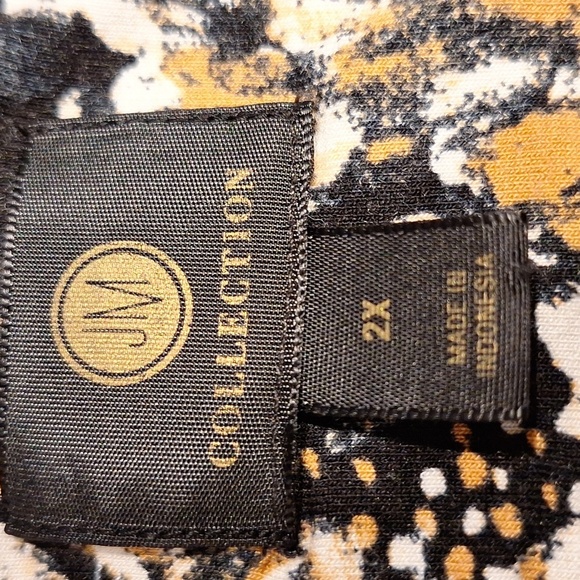 JM
COLLECTION
2X
MADE IN
INDONESIA